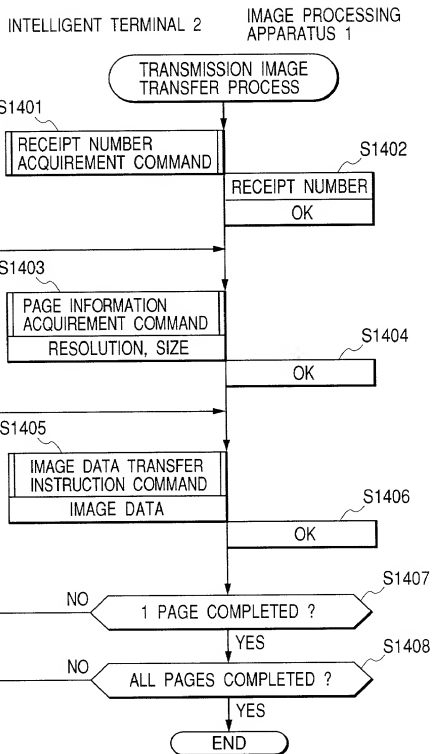 INTELLIGENT TERMINAL 2
IMAGE PROCESSING
APPARATUS 1
TRANSMISSION IMAGE
TRANSFER PROCESS
S1401
RECEIPT NUMBER
ACQUIREMENT COMMAND
S1402
RECEIPT NUMBER
OK
S1403
PAGE INFORMATION
ACQUIREMENT COMMAND
RESOLUTION, SIZE
S1404
OK
S1405
IMAGE DATA TRANSFER
INSTRUCTION COMMAND
IMAGE DATA
S1406
OK
S1407
NO
1 PAGE COMPLETED ?
YES
S1408
NO
ALL PAGES COMPLETED ?
YES
END